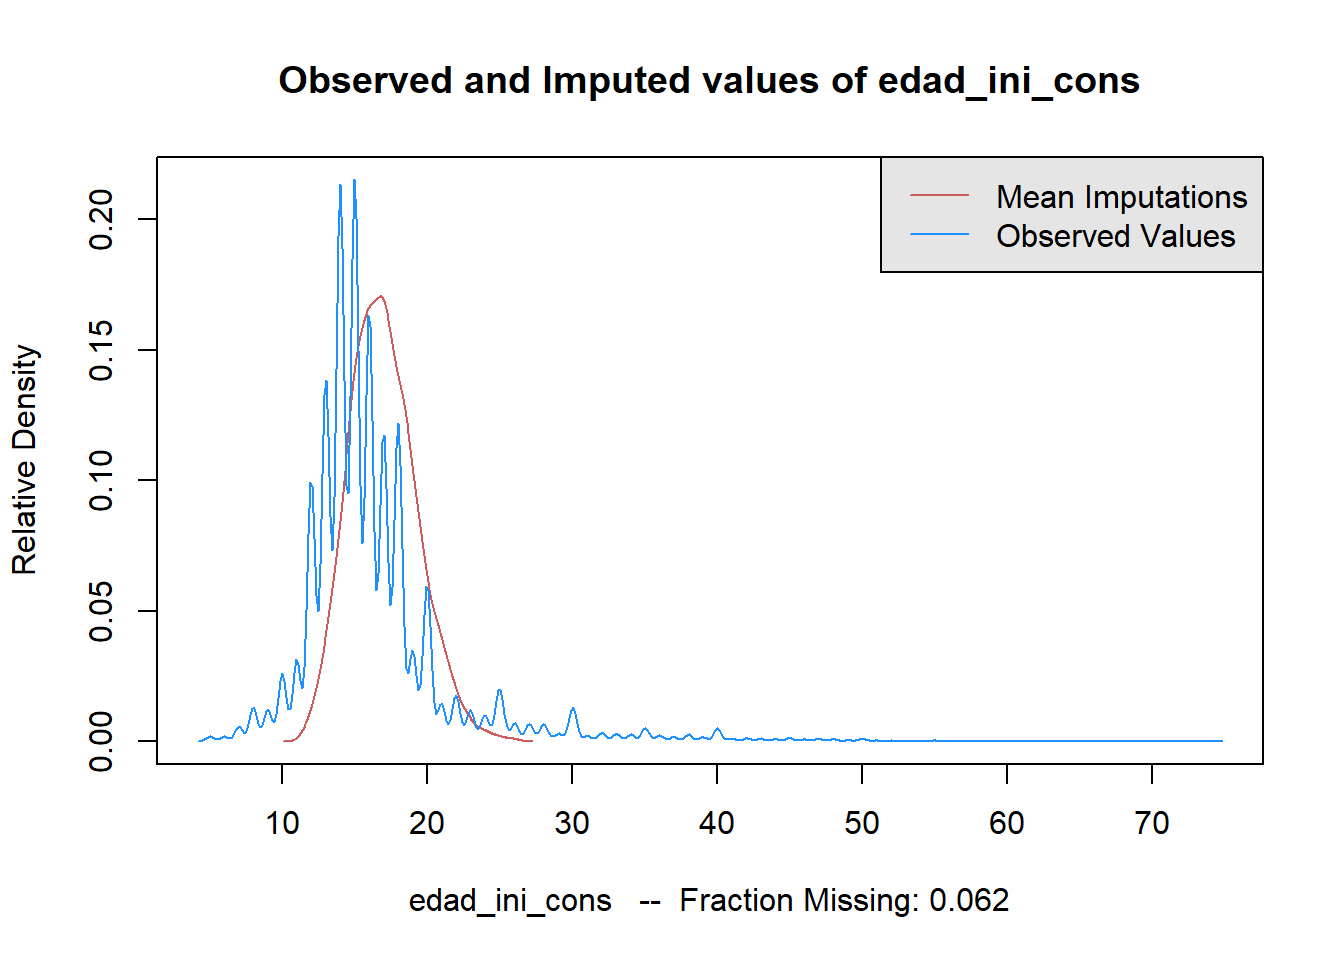 Observed and Imputed values of edad_ini_cons
Mean Imputations
Observed Values
Relative Density
0.20
0.15
0.10
0.05
0.00
10 20 30 40 50 60 70
edad_ini_cons -- Fraction Missing: 0.062